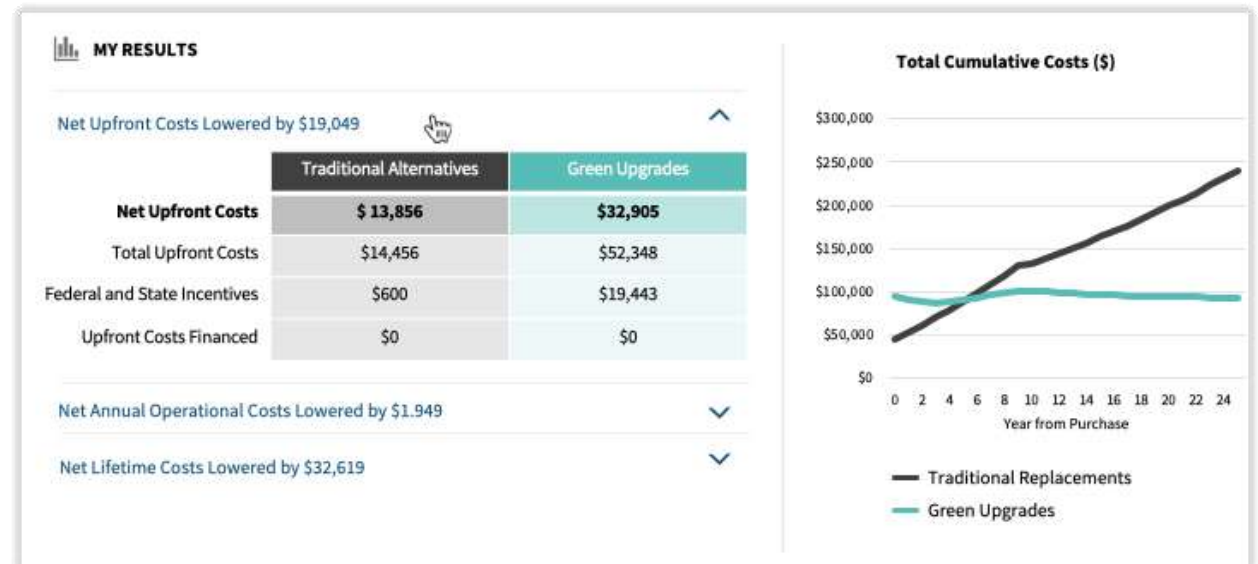 MY RESULTS
Net Upfront Costs Lowered by $19,049
Traditional Alternatives Green Upgrades
Net Upfront Costs $ 13,856 $32,905
Total Upfront Costs $14,456 $52,348
Federal and State Incentives $600 $19,443
Upfront Costs Financed $0 $0
Net Annual Operational Costs Lowered by $1.949
Net Lifetime Costs Lowered by $32,619
Total Cumulative Costs ($)
$300,000
$250,000
$200,000
$150,000
$100,000
$50,000
$0
0 2 4 6 8 10 12 14 16 18 20 22 24
Year from Purchase
Traditional Replacements
Green Upgrades